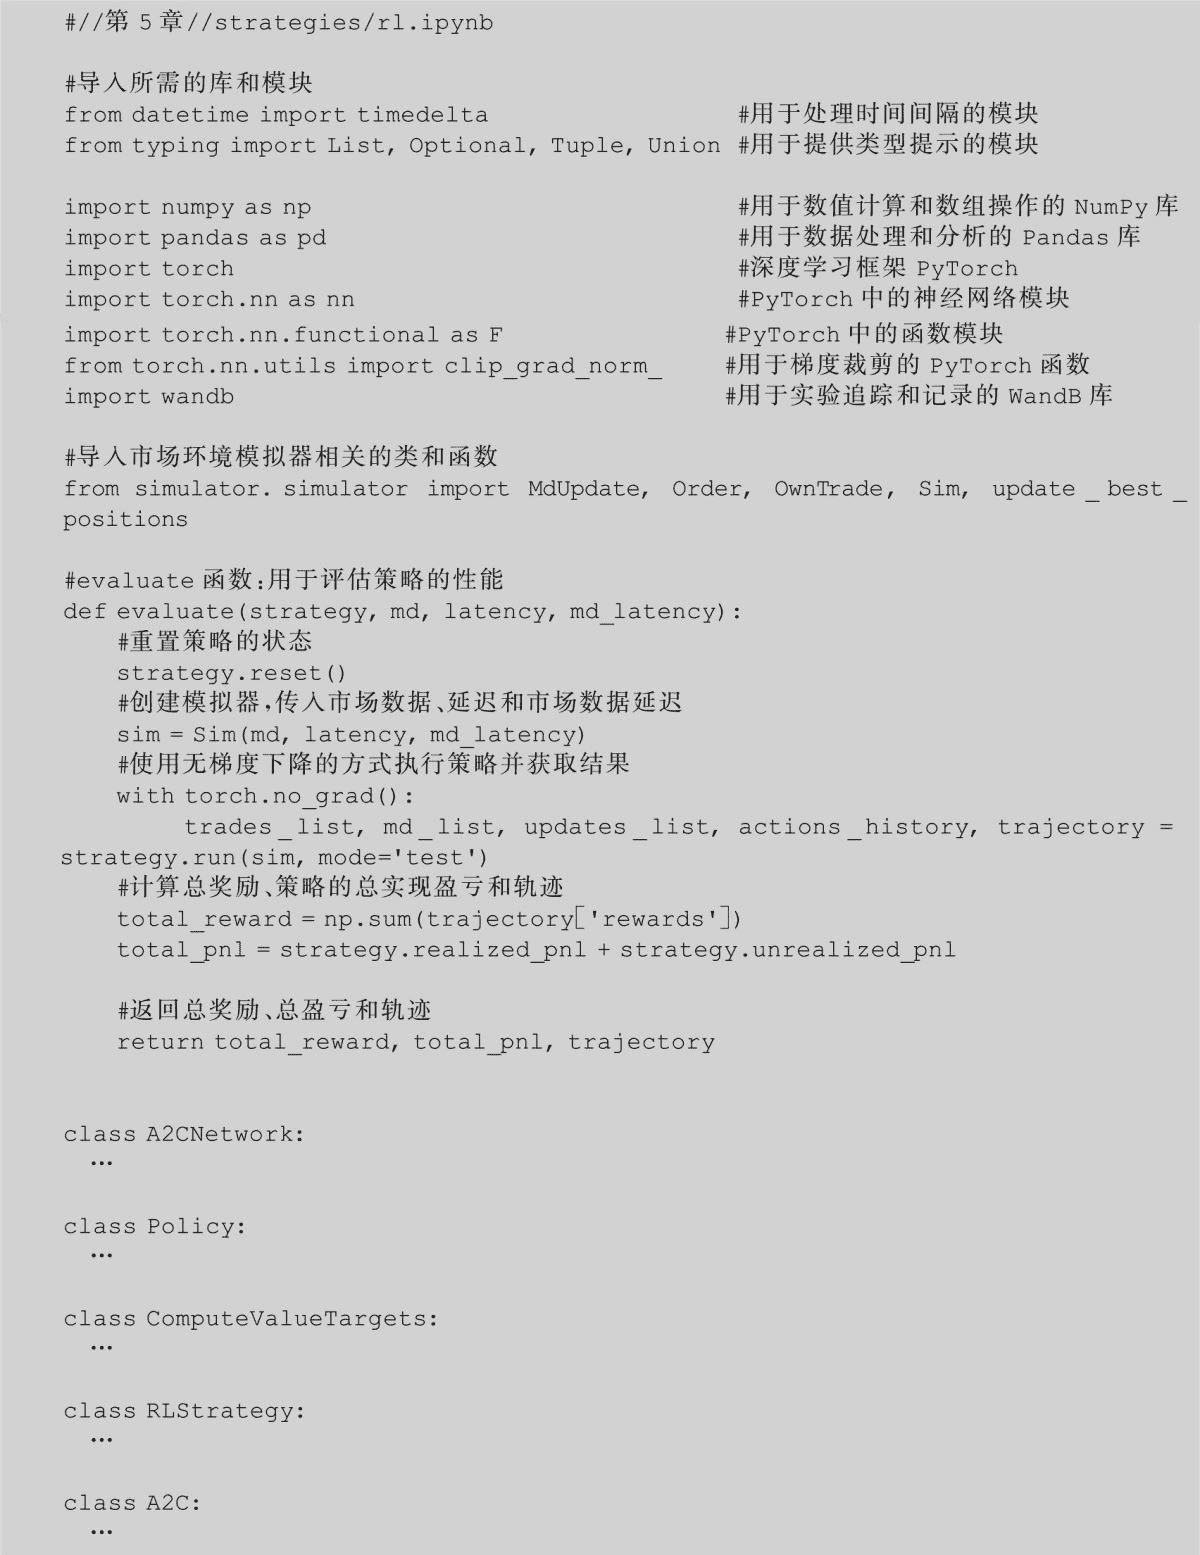 #//第 5 章//strategies/rl.ipynb
#导入所需的库和模块
from datetime import timedelta #用于处理时间间隔的模块
from typing import List, Optional, Tuple, Union #用于提供类型提示的模块
import numpy as np #用于数值计算和数组操作的 NumPy 库
import pandas as pd #用于数据处理和分析的 Pandas 库
import torch #深度学习框架 PyTorch
import torch.nn as nn #PyTorch 中的神经网络模块
import torch.nn.functional as F #PyTorch 中的函数模块
from torch.nn.utils import clip_grad_norm_ #用于梯度裁剪的 PyTorch 函数
import wandb #用于实验追踪和记录的 WandB 库
#导入市场环境模拟器相关的类和函数
from simulator. simulator import MdUpdate, Order, OwnTrade, Sim, update _ best _
positions
#evaluate 函数:用于评估策略的性能
def evaluate(strategy, md, latency, md_latency):
    #重置策略的状态
    strategy.reset()
    #创建模拟器,传入市场数据、延迟和市场数据延迟
    sim = Sim(md, latency, md_latency)
    #使用无梯度下降的方式执行策略并获取结果
    with torch.no_grad():
        trades _ list, md _ list, updates _ list, actions _ history, trajectory =
strategy.run(sim, mode='test')
    #计算总奖励、策略的总实现盈亏和轨迹
    total_reward = np.sum(trajectory['rewards'])
    total_pnl = strategy.realized_pnl + strategy.unrealized_pnl
    #返回总奖励、总盈亏和轨迹
    return total_reward, total_pnl, trajectory
class A2CNetwork:
  …
class Policy:
  …
class ComputeValueTargets:
  …
class RLStrategy:
  …
class A2C:
  …